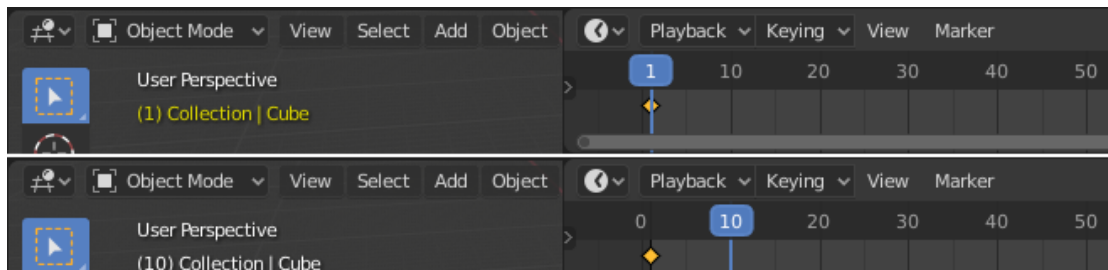 Object Mode View Select Add Object Playback Keying View Marker
User Perspective 1 10 20 30 40 50
(1) Collection | Cube
Object Mode View Select Add Object Playback Keying View Marker
User Perspective 0 10 20 30 40 50
(10) Collection | Cube